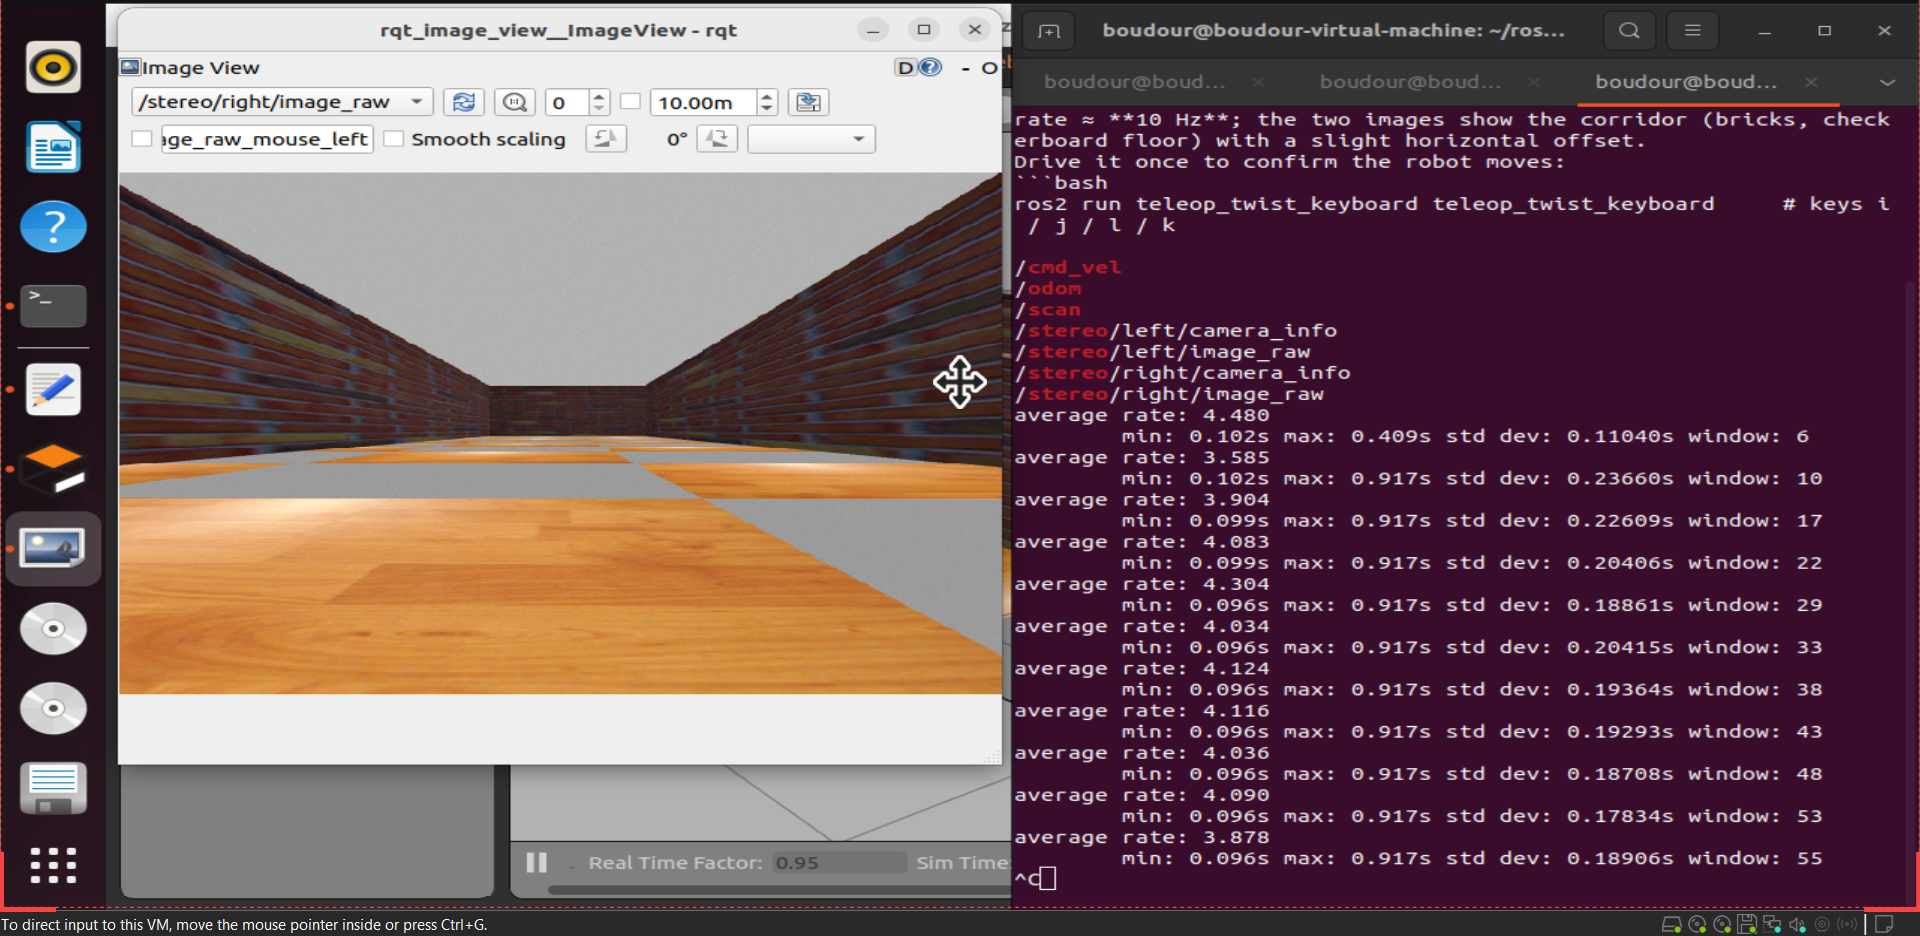 rqt_image_view__ImageView - rqt
Image View
D
- O
/stereo/right/image_raw
0
10.00m
age_raw_mouse_left
Smooth scaling
0°
Real Time Factor: 0.95
Sim Time:
boudour@boudour-virtual-machine: ~/ros...
boudour@boud...
boudour@boud...
boudour@boud...
rate ≈ **10 Hz**; the two images show the corridor (bricks, check
erboard floor) with a slight horizontal offset.
Drive it once to confirm the robot moves:
```bash
ros2 run teleop_twist_keyboard teleop_twist_keyboard     # keys i
/ j / l / k
/cmd_vel
/odom
/scan
/stereo/left/camera_info
/stereo/left/image_raw
/stereo/right/camera_info
/stereo/right/image_raw
average rate: 4.480
min: 0.102s max: 0.409s std dev: 0.11040s window: 6
average rate: 3.585
min: 0.102s max: 0.917s std dev: 0.23660s window: 10
average rate: 3.904
min: 0.099s max: 0.917s std dev: 0.22609s window: 17
average rate: 4.083
min: 0.099s max: 0.917s std dev: 0.20406s window: 22
average rate: 4.304
min: 0.096s max: 0.917s std dev: 0.18861s window: 29
average rate: 4.034
min: 0.096s max: 0.917s std dev: 0.20415s window: 33
average rate: 4.124
min: 0.096s max: 0.917s std dev: 0.19364s window: 38
average rate: 4.116
min: 0.096s max: 0.917s std dev: 0.19293s window: 43
average rate: 4.036
min: 0.096s max: 0.917s std dev: 0.18708s window: 48
average rate: 4.090
min: 0.096s max: 0.917s std dev: 0.17834s window: 53
average rate: 3.878
min: 0.096s max: 0.917s std dev: 0.18906s window: 55
^C
To direct input to this VM, move the mouse pointer inside or press Ctrl+G.